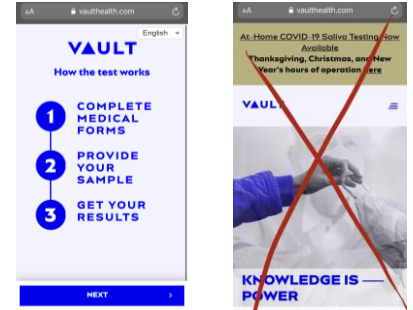 AA vaulthealth.com
English
VAULT
How the test works
1 COMPLETE
MEDICAL
FORMS
2 PROVIDE
YOUR
SAMPLE
3 GET YOUR
RESULTS
NEXT
AA vaulthealth.com
At-Home COVID-19 Saliva Testing Now
Available
Thanksgiving, Christmas, and New
Year's hours of operation here
VAULT
KNOWLEDGE IS
POWER